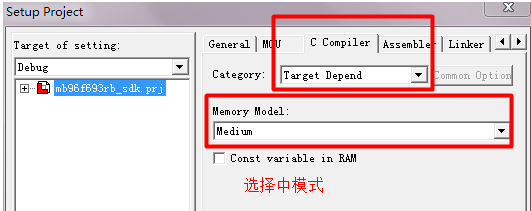 Setup Project
Target of setting:
Debug
mb96f693rb_sdk.prj
General
MCU
C Compiler
Assembler
Linker
Category:
Target Depend
Common Option
Memory Model:
Medium
Const variable in RAM
选择中模式